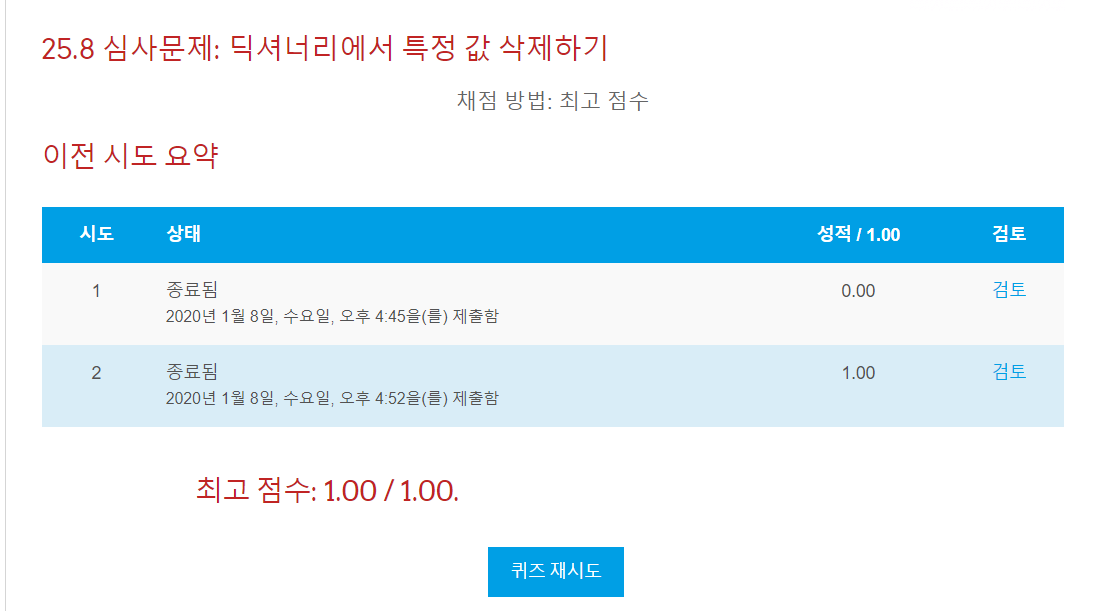 25.8 심사문제: 딕셔너리에서 특정 값 삭제하기
채점 방법: 최고 점수
이전 시도 요약
시도 상태 성적 / 1.00 검토
1 종료됨 0.00 검토
2020년 1월 8일, 수요일, 오후 4:45을(를) 제출함
2 종료됨 1.00 검토
2020년 1월 8일, 수요일, 오후 4:52을(를) 제출함
최고 점수: 1.00 / 1.00.
퀴즈 재시도